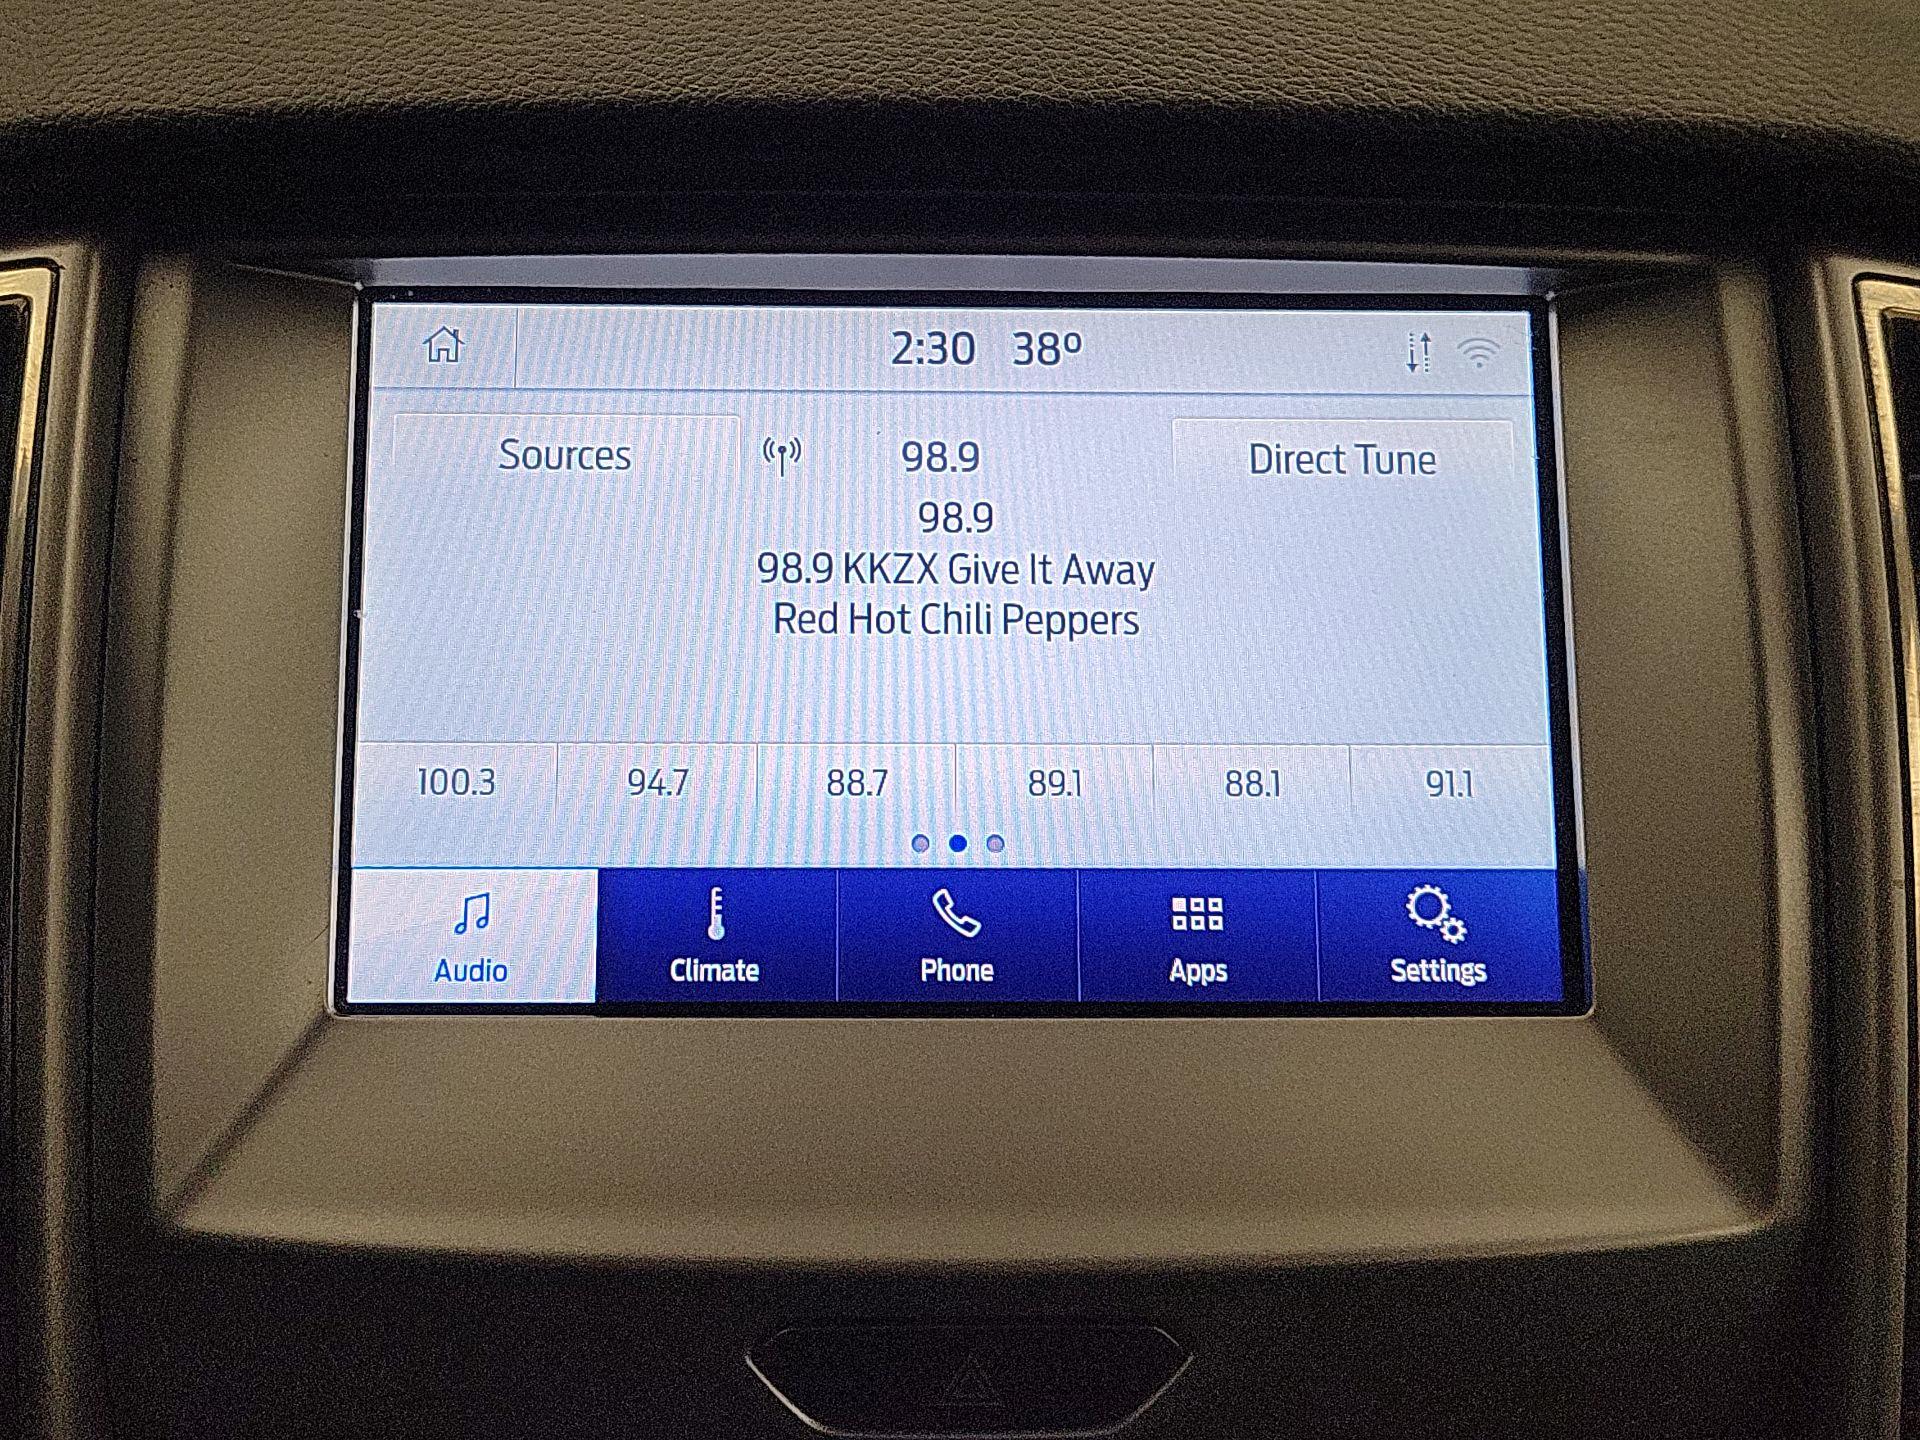 2:30 38º
Sources 98.9 Direct Tune
98.9
98.9 KKZX Give It Away
Red Hot Chili Peppers
100.3 94.7 88.7 89.1 88.1 91.1
Audio Climate Phone Apps Settings